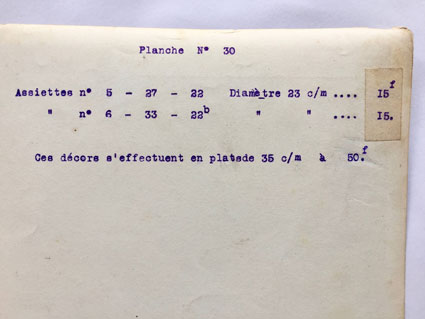 Planche N° 30
Assiettes n° 5 - 27 - 22 Diamètre 23 c/m .... 15f
" n° 6 - 33 - 22b " " .... 15.
Ces décors s'effectuent en platsde 35 c/m à 50.f